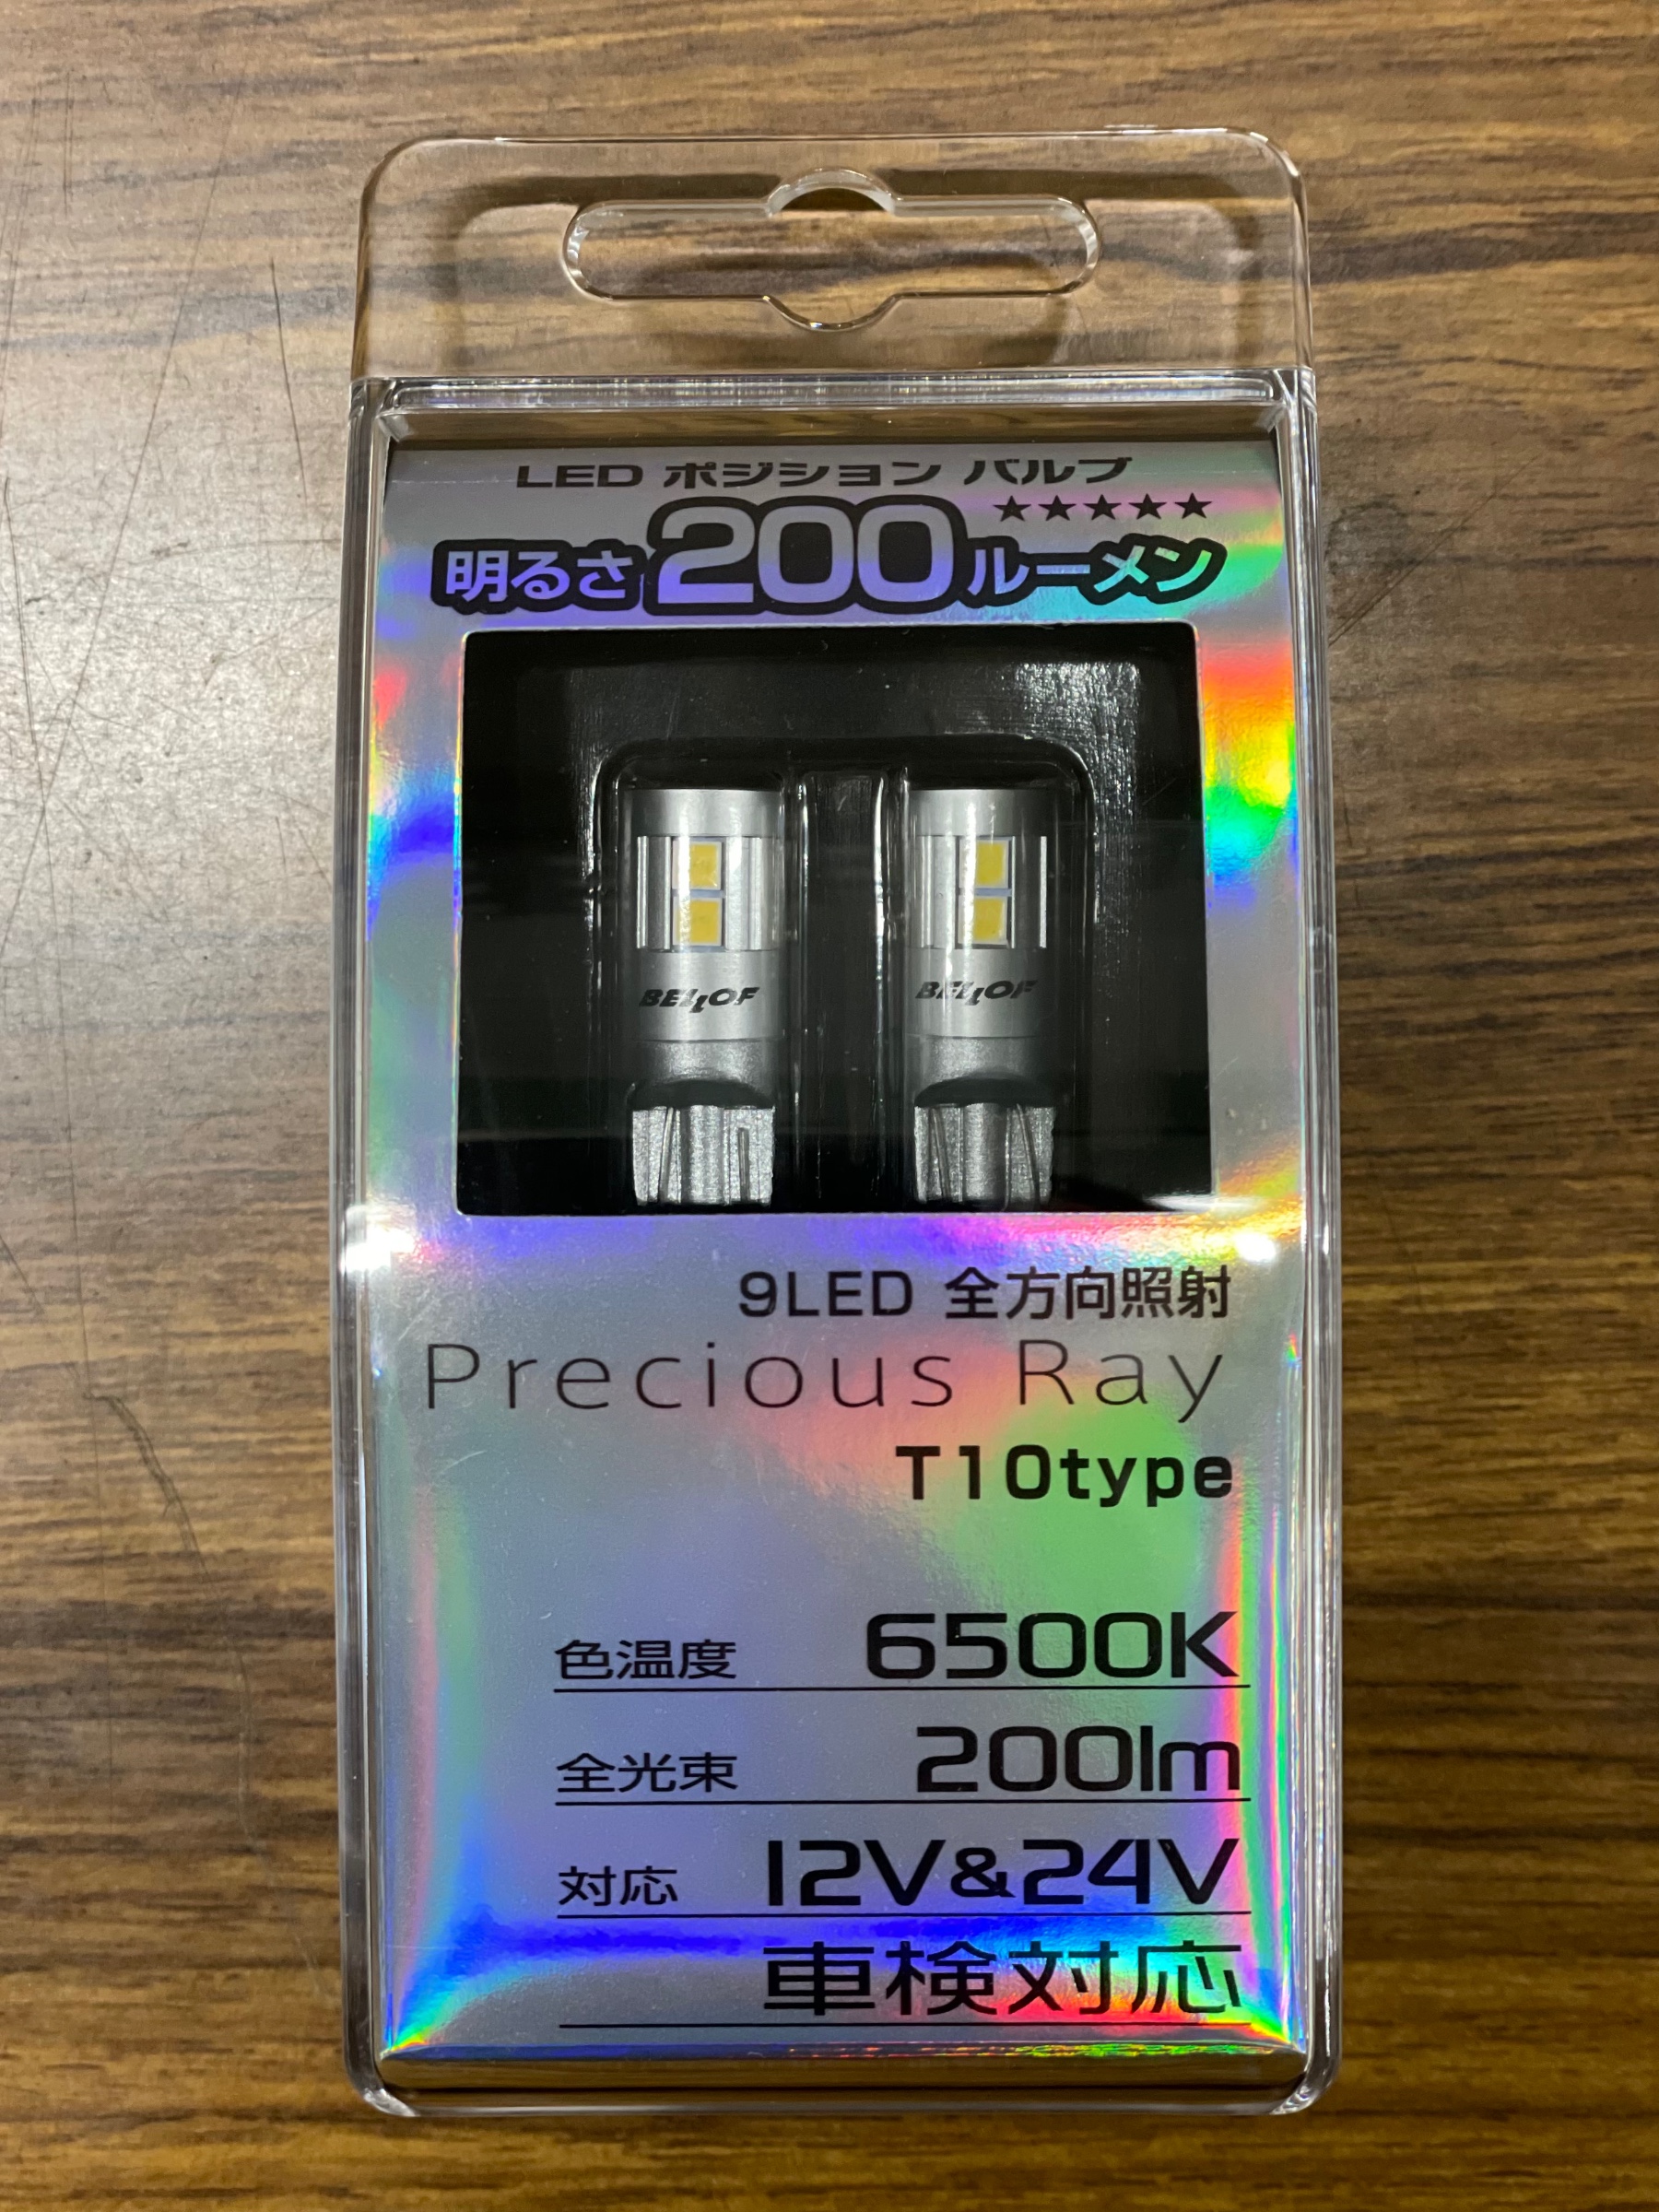 LED ポジション バルブ
★★★★★
明るさ200ルーメン
BELLOF BELLOF
9LED 全方向照射
Precious Ray
T10type
色温度 6500K
全光束 200lm
対応 12V&24V
車検対応